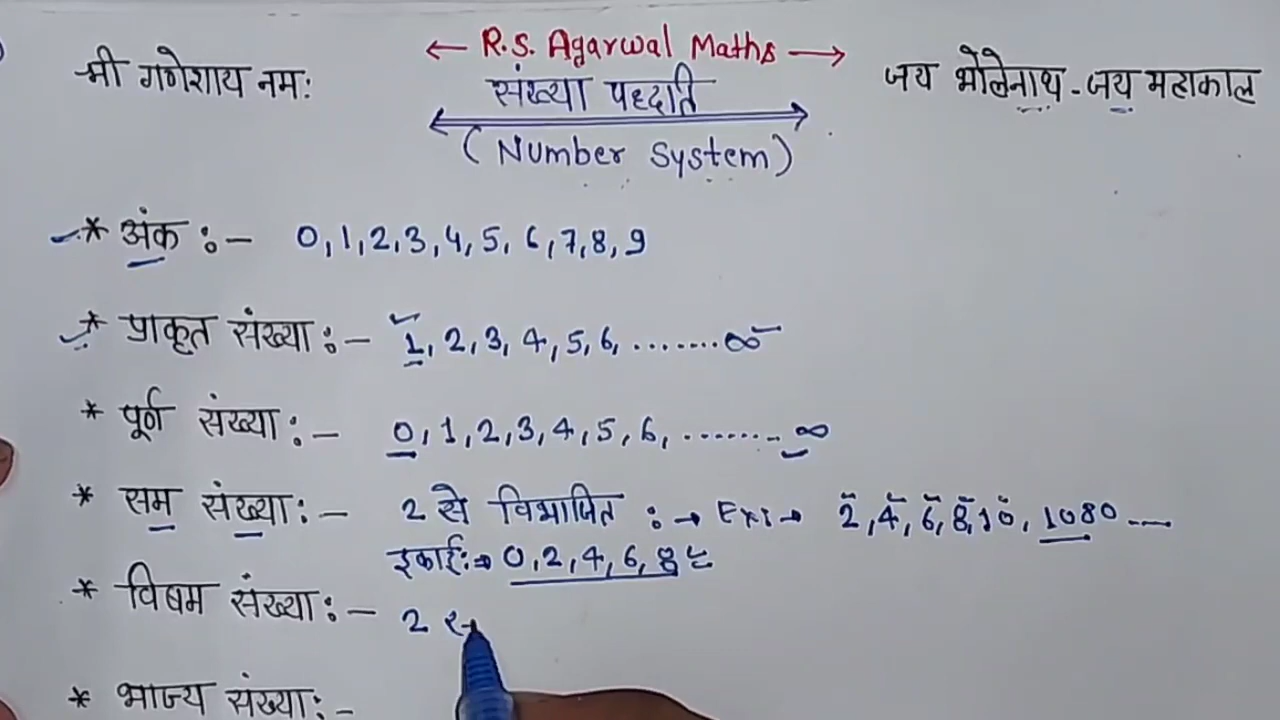 ← R.S. Agarwal Maths →
श्री गणेशाय नमः
संख्या पद्दति
जय भोलेनाथ - जय महाकाल
(Number System)
* अंक :- 0,1,2,3,4,5,6,7,8,9
* प्राकृत संख्या :- 1,2,3,4,5,6,.......∞
* पूर्ण संख्या :- 0,1,2,3,4,5,6,.......∞
* सम संख्या :- 2 से विभाजित :→ Ex:→ 2,4,6,8,10,1080---
इकाई:→ 0,2,4,6,8
* विषम संख्या :- 2
* भाज्य संख्या :-